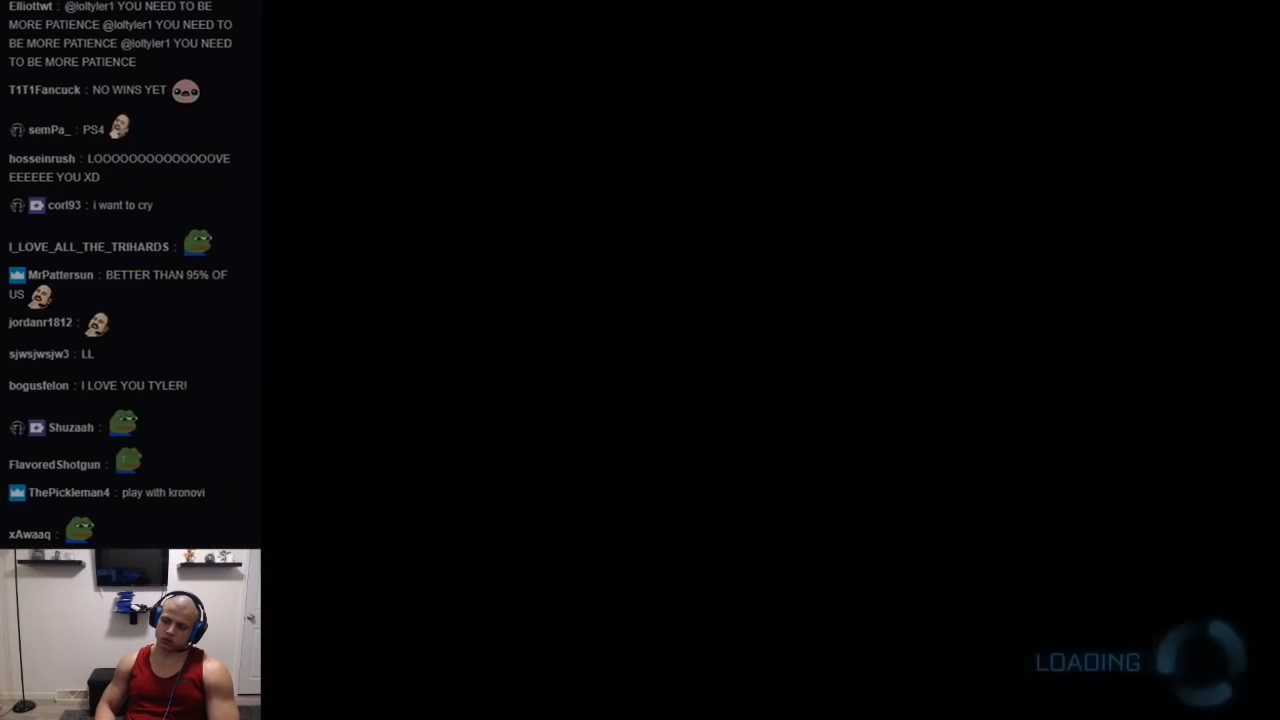 Elliottwt : @loltyler1 YOU NEED TO BE
MORE PATIENCE @loltyler1 YOU NEED TO
BE MORE PATIENCE @loltyler1 YOU NEED
TO BE MORE PATIENCE
T1T1Fancuck : NO WINS YET
semPa_ : PS4
hosseinrush : LOOOOOOOOOOOOOOVE
EEEEEE YOU XD
corl93 : i want to cry
I_LOVE_ALL_THE_TRIHARDS :
MrPattersun : BETTER THAN 95% OF
US
jordanr1812 :
sjwsjwsjw3 : LL
bogusfelon : I LOVE YOU TYLER!
Shuzaah :
FlavoredShotgun :
ThePickleman4 : play with kronovi
xAwaaq :
LOADING